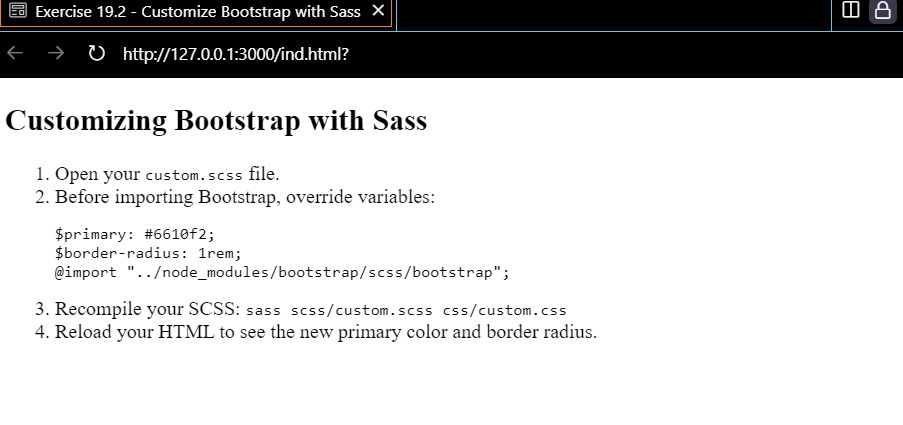 Exercise 19.2 - Customize Bootstrap with Sass
http://127.0.0.1:3000/ind.html?
Customizing Bootstrap with Sass
1. Open your custom.scss file.
2. Before importing Bootstrap, override variables:
$primary: #6610f2;
$border-radius: 1rem;
@import "../node_modules/bootstrap/scss/bootstrap";
3. Recompile your SCSS: sass scss/custom.scss css/custom.css
4. Reload your HTML to see the new primary color and border radius.